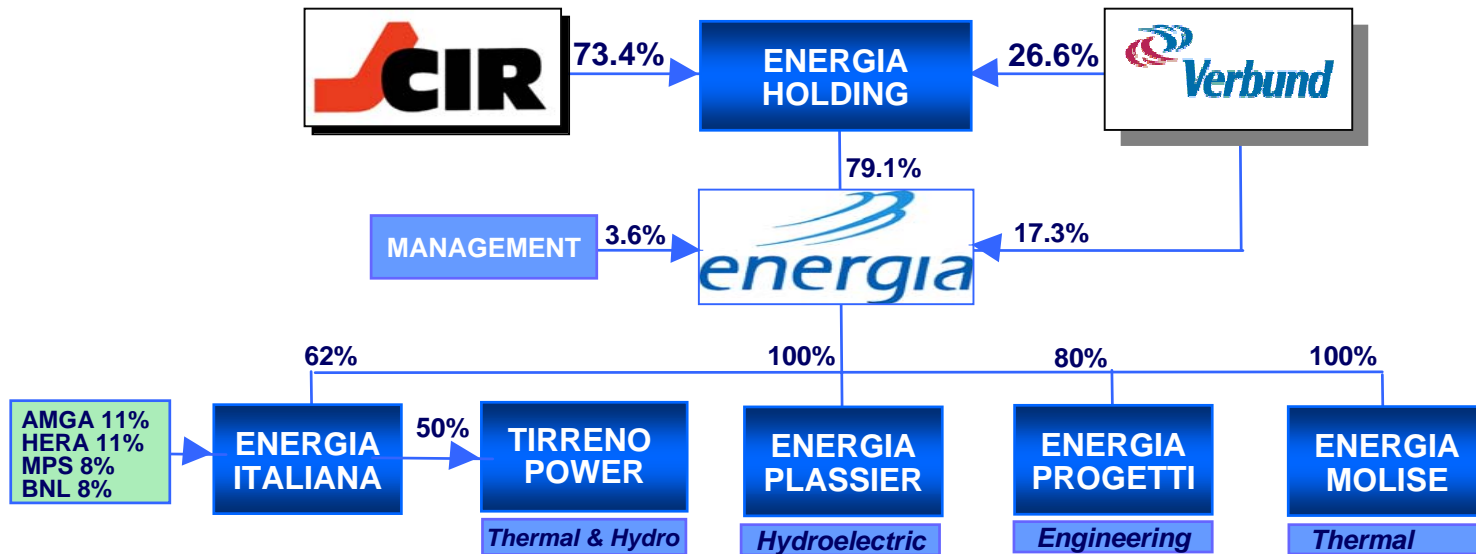 CIR
73.4%
ENERGIA
HOLDING
26.6%
Verbund
79.1%
MANAGEMENT
3.6%
energia
17.3%
62%
100%
80%
100%
AMGA 11%
HERA 11%
MPS 8%
BNL 8%
ENERGIA
ITALIANA
50%
TIRRENO
POWER
ENERGIA
PLASSIER
ENERGIA
PROGETTI
ENERGIA
MOLISE
Thermal & Hydro
Hydroelectric
Engineering
Thermal